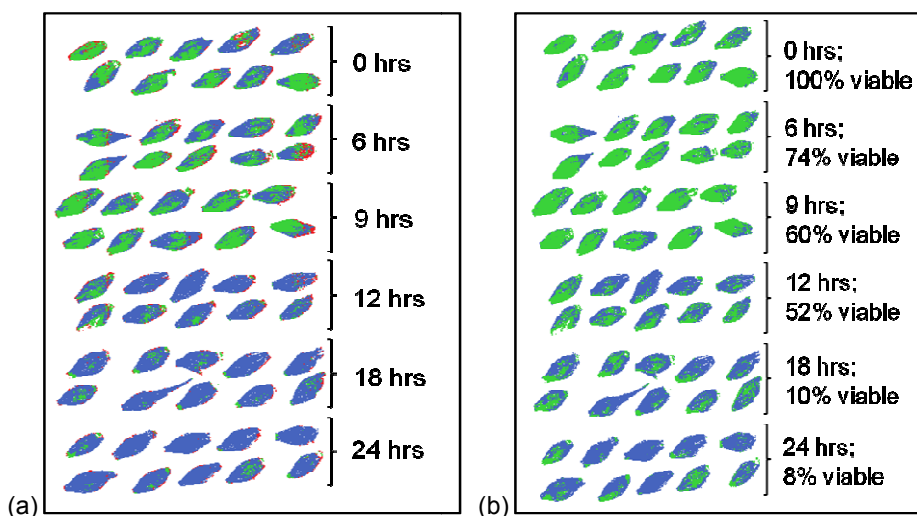 0 hrs
6 hrs
9 hrs
12 hrs
18 hrs
24 hrs
(a)
0 hrs;
100% viable
6 hrs;
74% viable
9 hrs;
60% viable
12 hrs;
52% viable
18 hrs;
10% viable
24 hrs;
8% viable
(b)